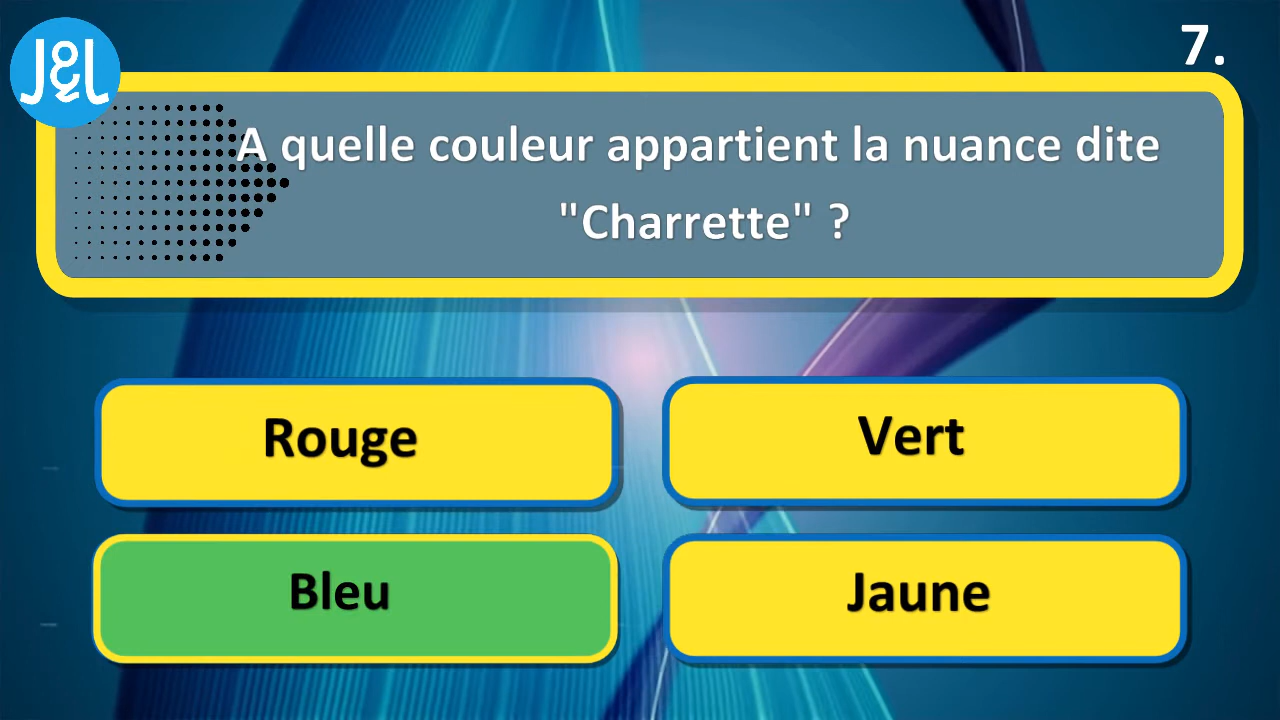 J&L
7.
A quelle couleur appartient la nuance dite
"Charrette" ?
Rouge
Vert
Bleu
Jaune